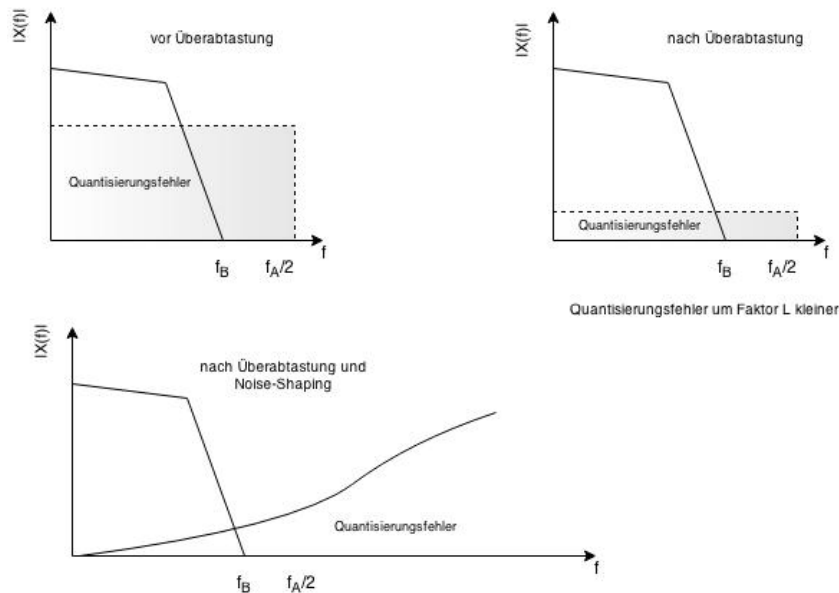 |X(f)|
vor Überabtastung
Quantisierungsfehler
f_B
f_A/2
f
|X(f)|
nach Überabtastung
Quantisierungsfehler
f_B
f_A/2
f
Quantisierungsfehler um Faktor L kleiner
|X(f)|
nach Überabtastung und
Noise-Shaping
Quantisierungsfehler
f_B
f_A/2
f